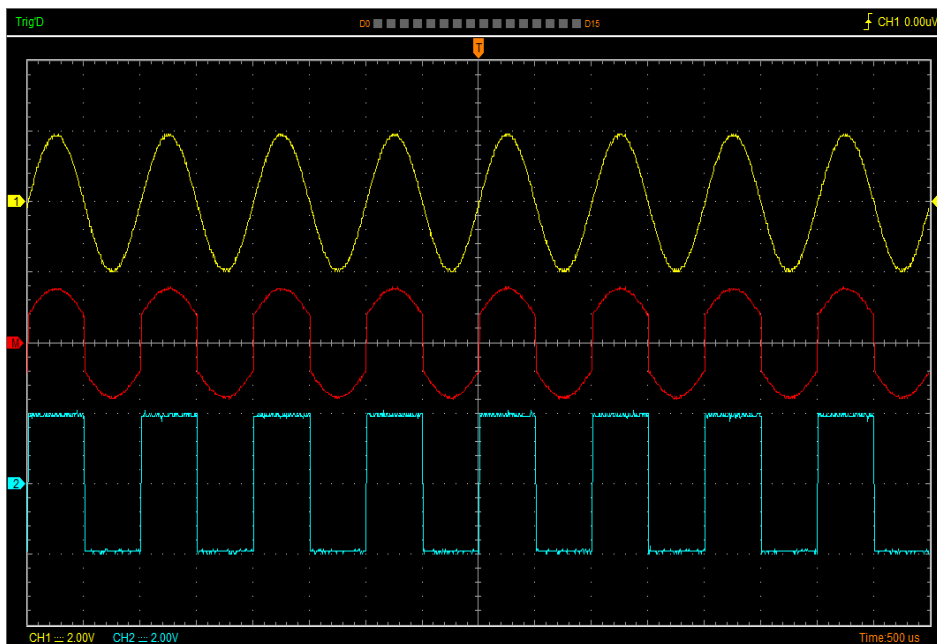 Trig'D D0 D15 CH1 0.00uV
T
1
M
2
CH1 2.00V CH2 2.00V Time:500 us